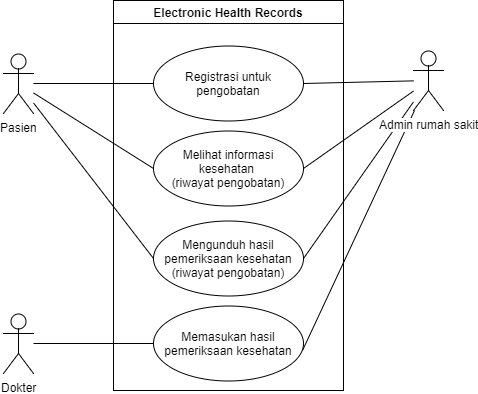 Electronic Health Records
Registrasi untuk
pengobatan
Pasien
Admin rumah sakit
Melihat informasi
kesehatan
(riwayat pengobatan)
Mengunduh hasil
pemeriksaan kesehatan
(riwayat pengobatan)
Memasukan hasil
pemeriksaan kesehatan
Dokter